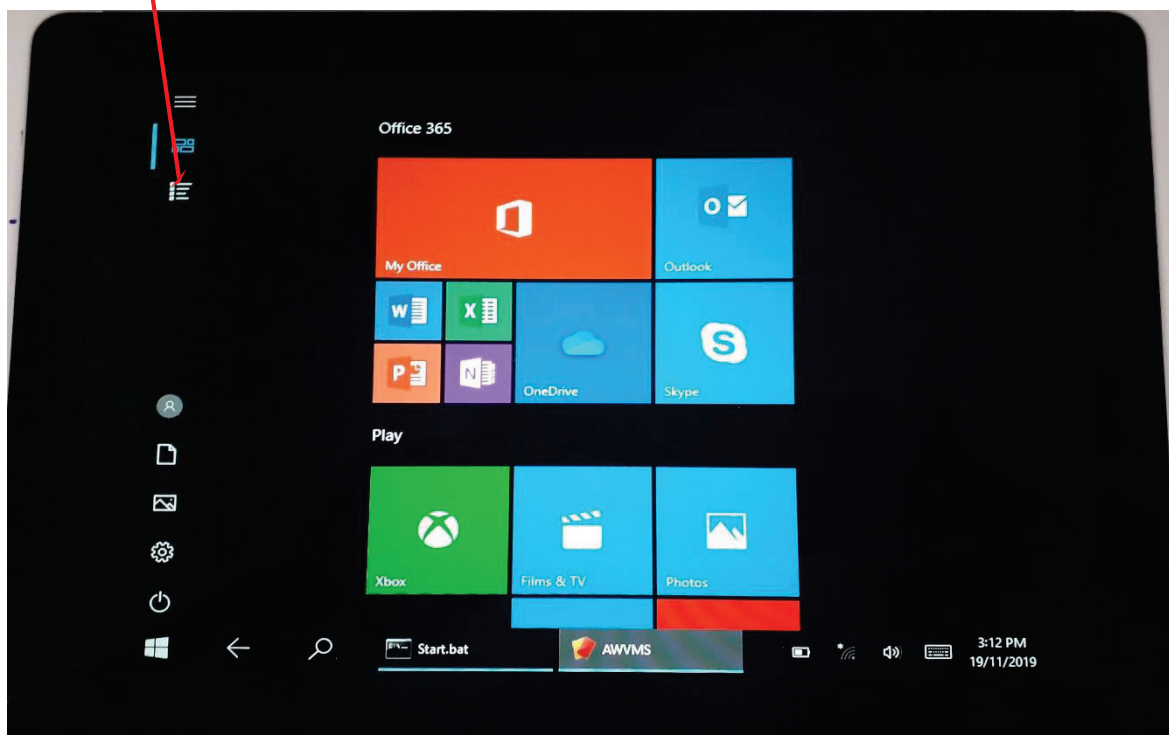 Office 365
My Office
Outlook
W
X
O
S
P
N
OneDrive
Skype
Play
Xbox
Films & TV
Photos
Start.bat
AWVMS
3:12 PM
19/11/2019